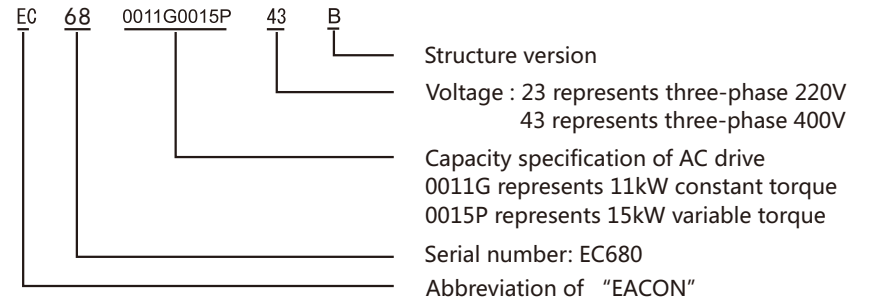 EC 68 0011G0015P 43 B
Structure version
Voltage : 23 represents three-phase 220V
43 represents three-phase 400V
Capacity specification of AC drive
0011G represents 11kW constant torque
0015P represents 15kW variable torque
Serial number: EC680
Abbreviation of “EACON”